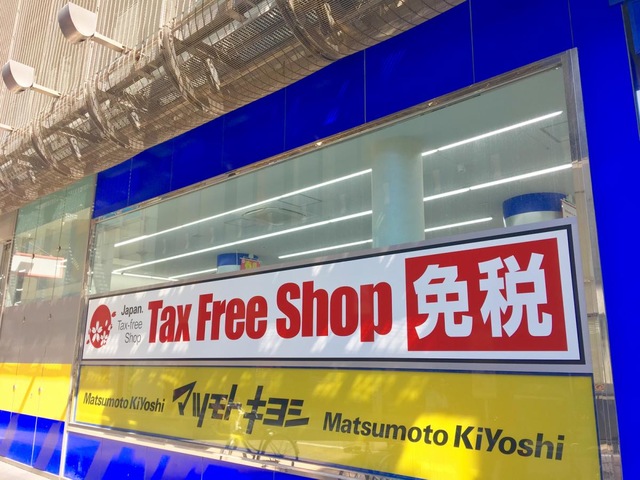 Japan.
Tax-free
Shop
Tax Free Shop 免税
Matsumoto KiYoshi マツモトキヨシ Matsumoto KiYoshi